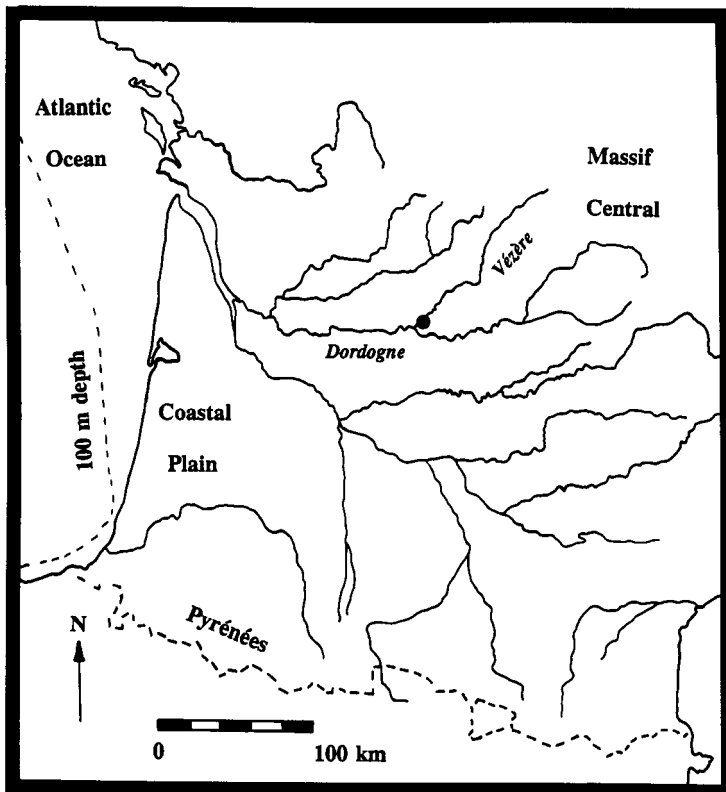 Atlantic
Ocean
Massif
Central
Vézère
Dordogne
100 m depth
Coastal
Plain
Pyrénées
N
0 100 km